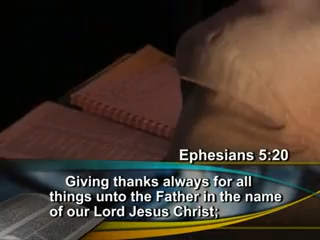 Ephesians 5:20
Giving thanks always for all
things unto the Father in the name
of our Lord Jesus Christ;